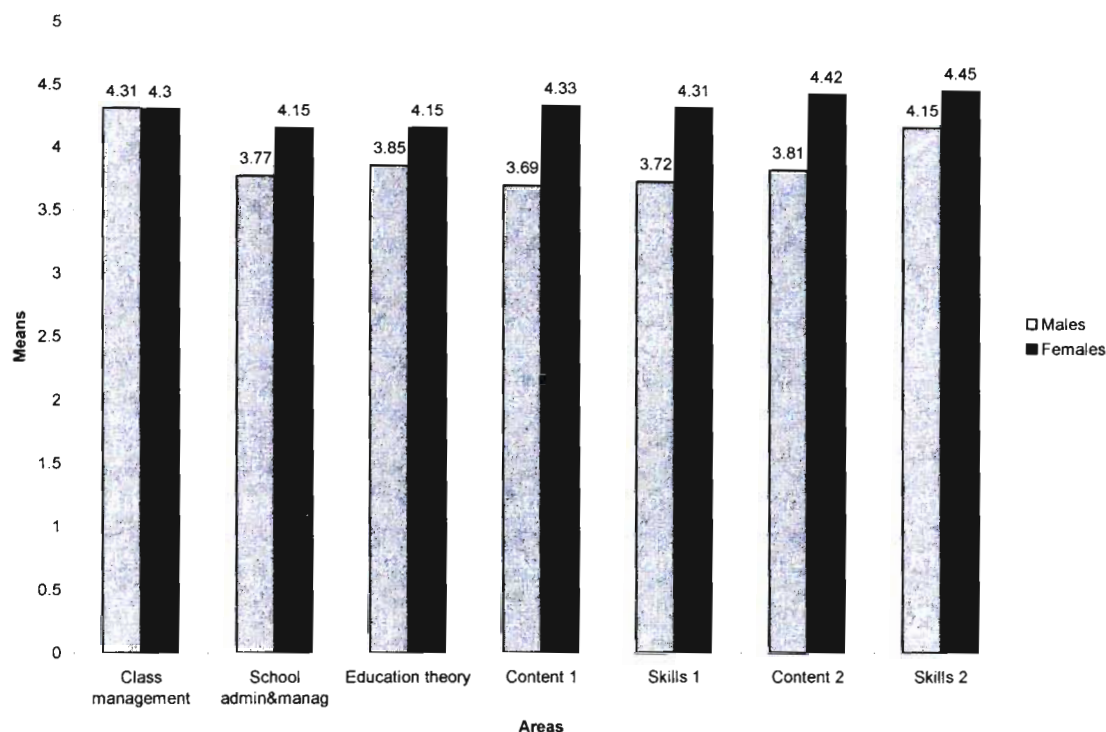 5
4.5
4
3.5
3
2.5
2
1.5
1
0.5
0
Means
4.31 4.3
3.77 4.15
3.85 4.15
3.69 4.33
3.72 4.31
3.81 4.42
4.15 4.45
Class
management
School
admin&manag
Education theory
Content 1
Skills 1
Content 2
Skills 2
Areas
Males
Females